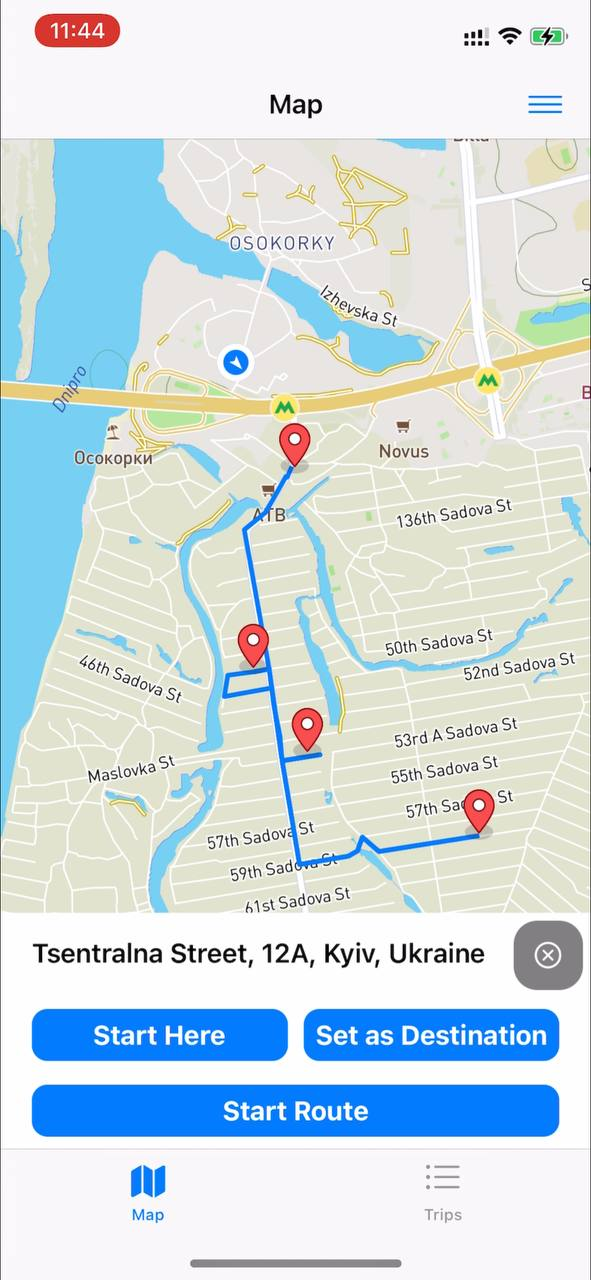 11:44
Map
OSOKORKY
Izhevska St
Dnipro
Осокорки
Novus
АТВ
136th Sadova St
50th Sadova St
46th Sadova St
52nd Sadova St
53rd A Sadova St
Maslovka St
55th Sadova St
57th Sadova St
57th Sadova St
59th Sadova St
61st Sadova St
Tsentralna Street, 12A, Kyiv, Ukraine
Start Here
Set as Destination
Start Route
Map
Trips